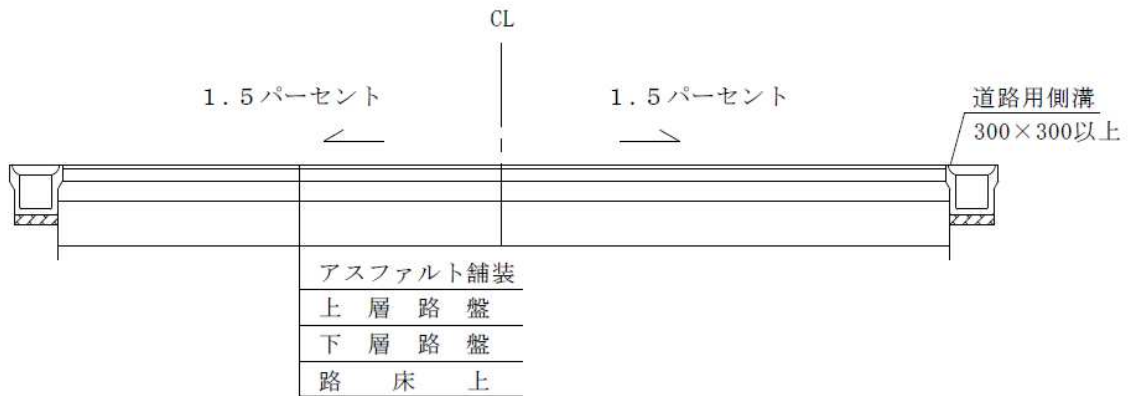 CL
1.5パーセント
1.5パーセント
道路用側溝
300×300以上
アスファルト舗装
上層路盤
下層路盤
路床上